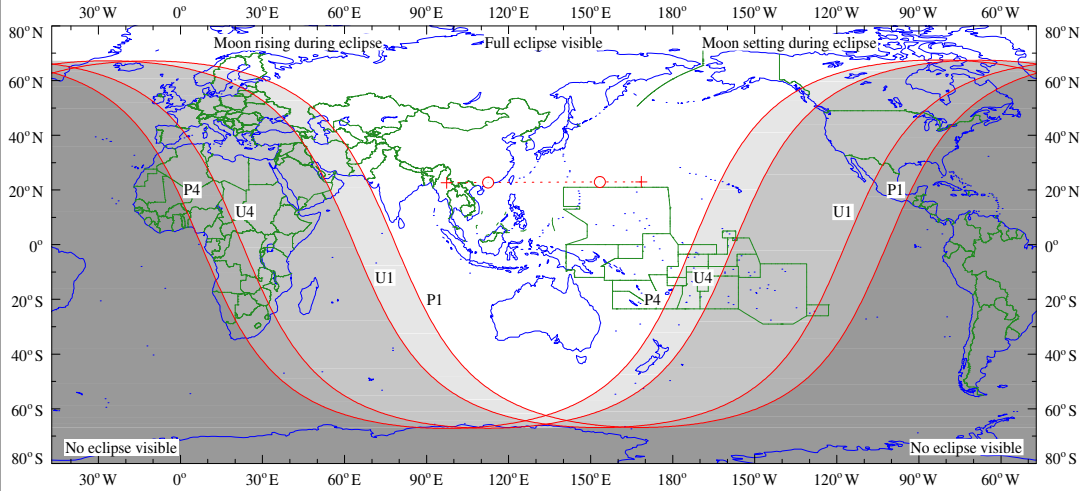 30°W 0° 30°E 60°E 90°E 120°E 150°E 180° 150°W 120°W 90°W 60°W
80°N Moon rising during eclipse Full eclipse visible Moon setting during eclipse 80°N
60°N 60°N
40°N 40°N
20°N P4 P1 20°N
U4 U1
0° 0°
U1 U4
20°S P1 P4 20°S
40°S 40°S
60°S 60°S
No eclipse visible No eclipse visible
80°S 80°S
30°W 0° 30°E 60°E 90°E 120°E 150°E 180° 150°W 120°W 90°W 60°W